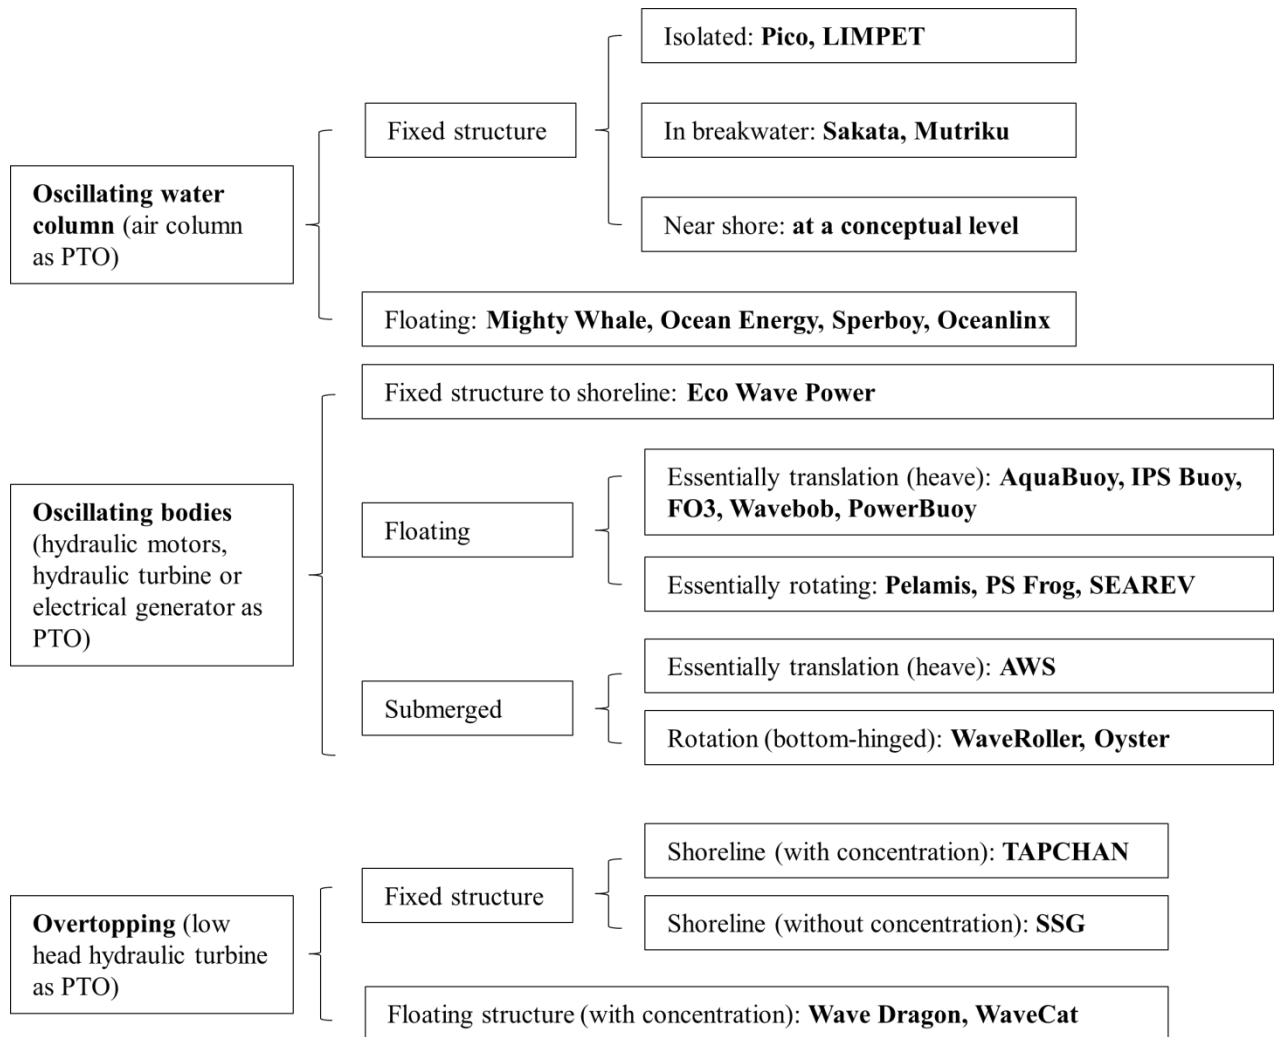 Isolated: Pico, LIMPET
Fixed structure
In breakwater: Sakata, Mutriku
Oscillating water
column (air column
as PTO)
Near shore: at a conceptual level
Floating: Mighty Whale, Ocean Energy, Sperboy, Oceanlinx
Fixed structure to shoreline: Eco Wave Power
Oscillating bodies
(hydraulic motors,
hydraulic turbine or
electrical generator as
PTO)
Floating
Essentially translation (heave): AquaBuoy, IPS Buoy,
FO3, Wavebob, PowerBuoy
Essentially rotating: Pelamis, PS Frog, SEAREV
Submerged
Essentially translation (heave): AWS
Rotation (bottom-hinged): WaveRoller, Oyster
Overtopping (low
head hydraulic turbine
as PTO)
Fixed structure
Shoreline (with concentration): TAPCHAN
Shoreline (without concentration): SSG
Floating structure (with concentration): Wave Dragon, WaveCat